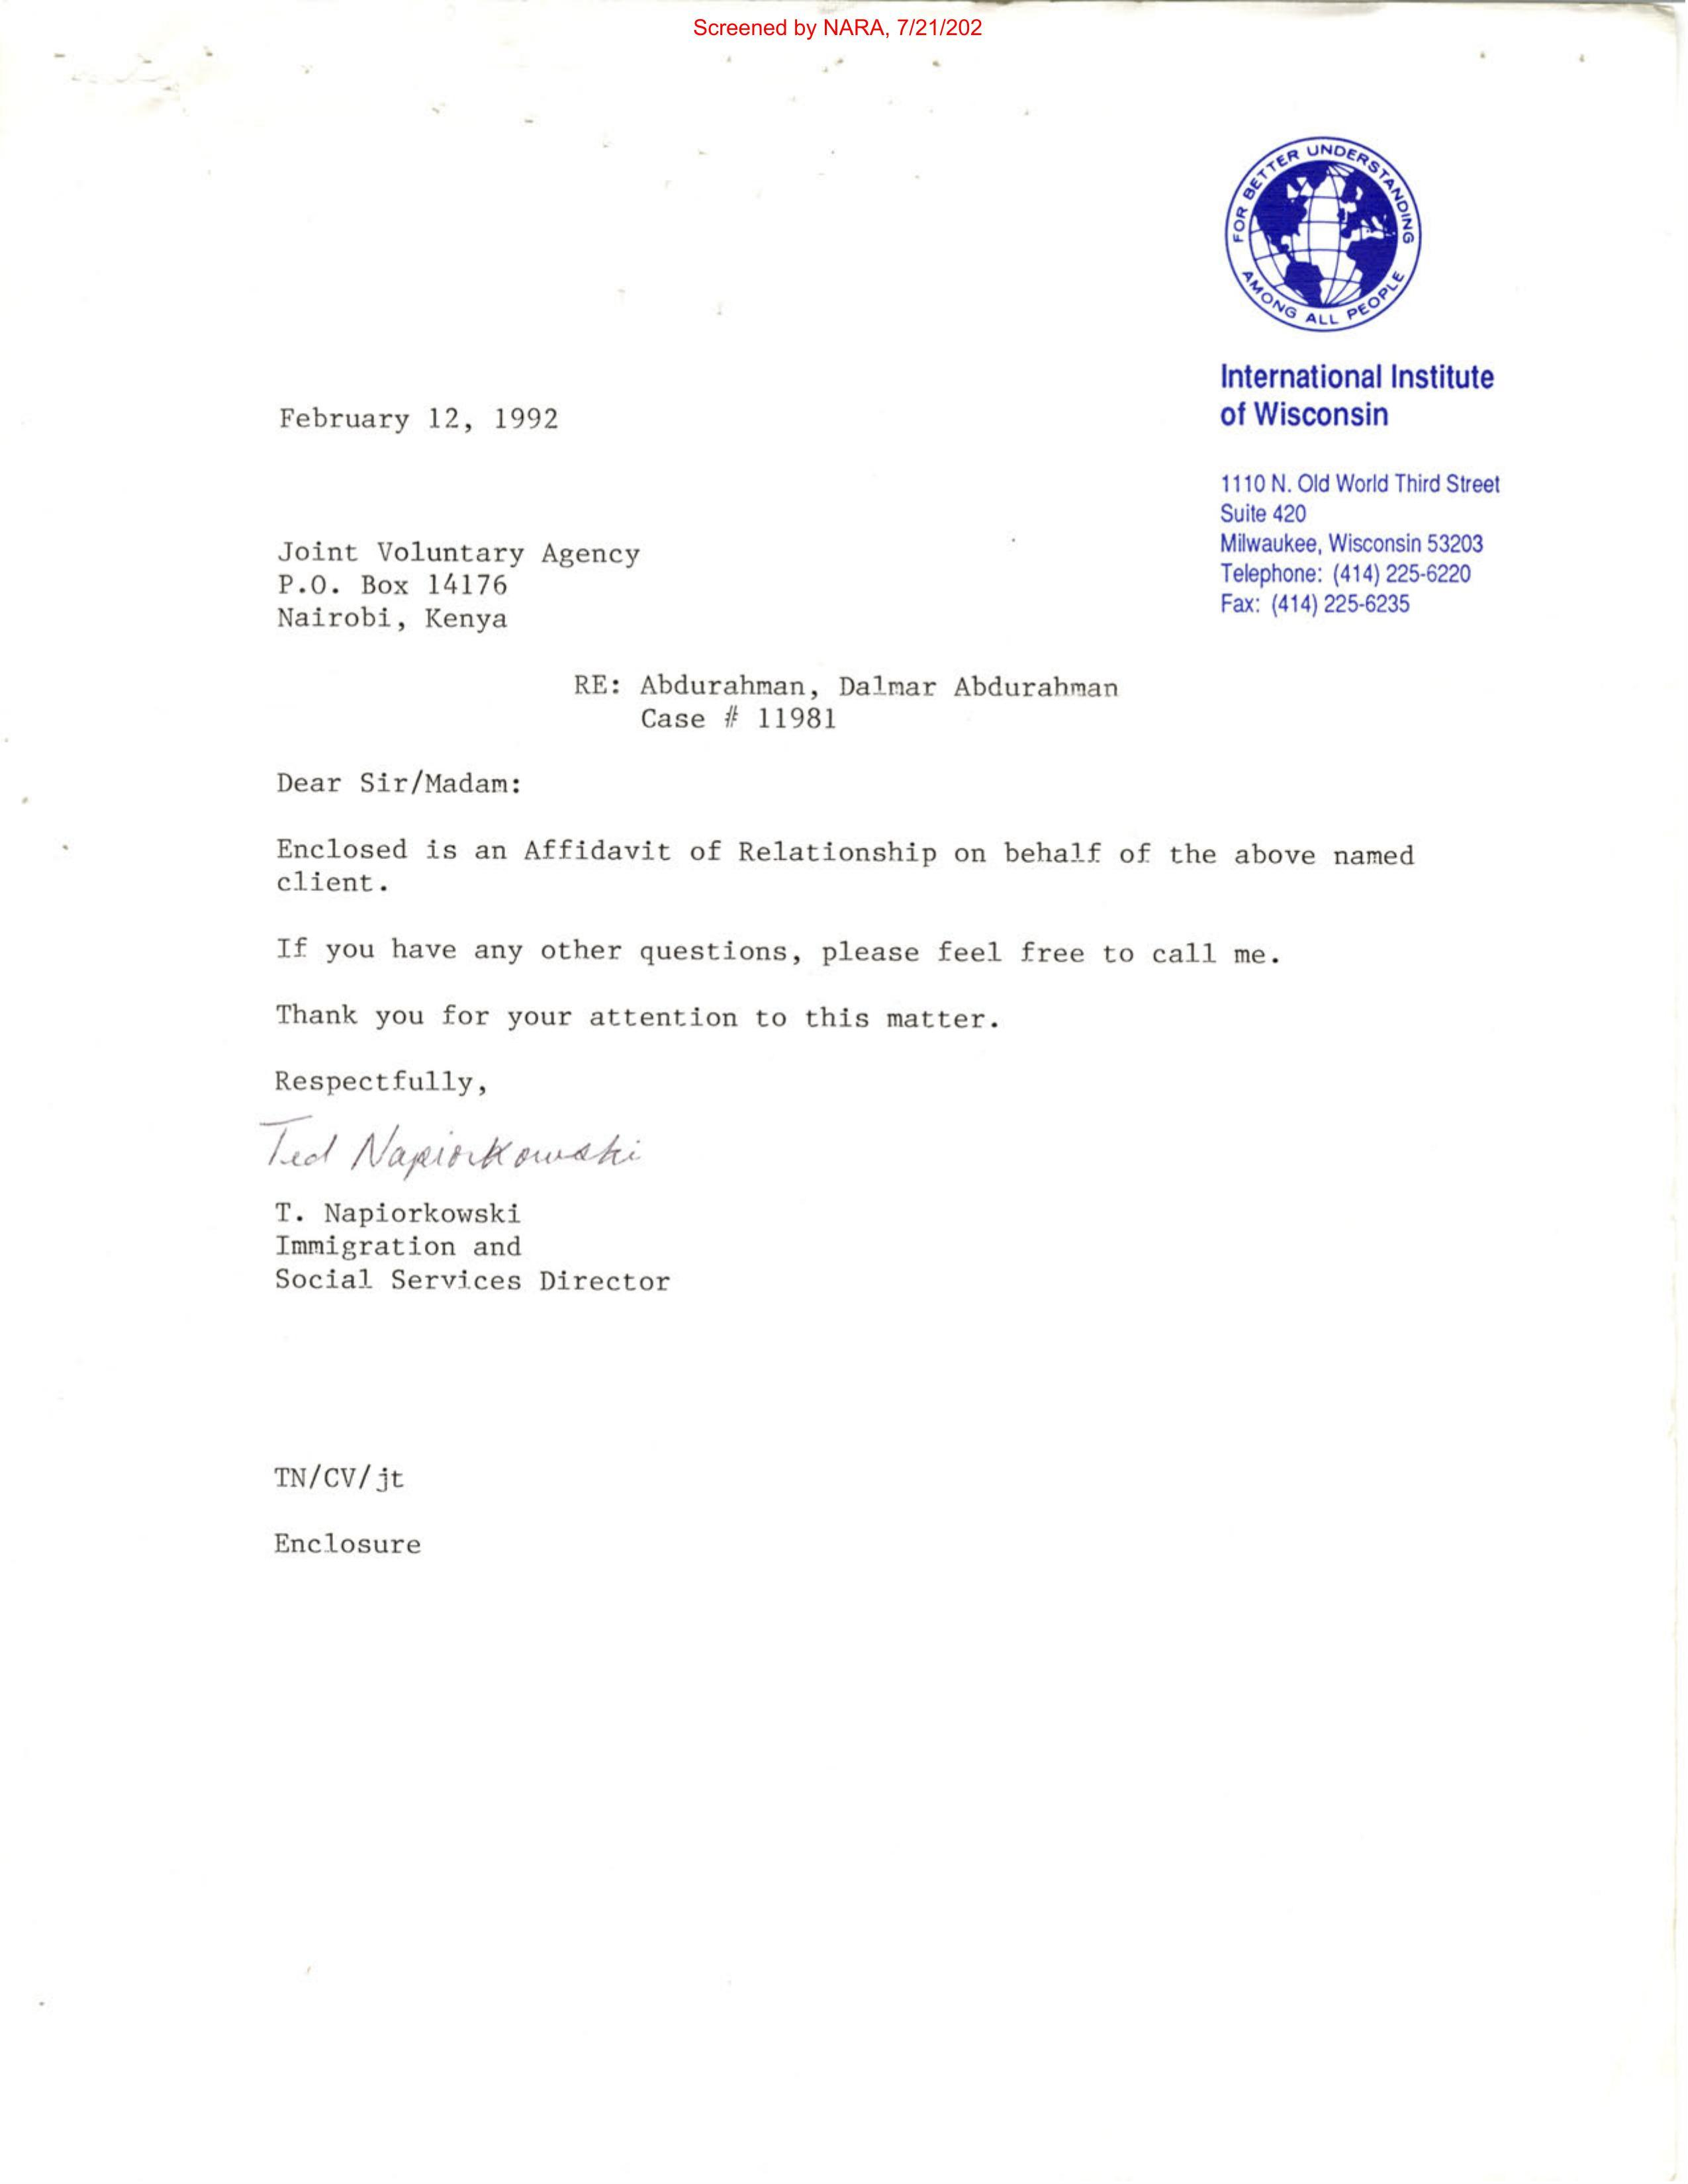 Screened by NARA, 7/21/202
FOR BETTER UNDERSTANDING
AMONG ALL PEOPLE
International Institute
of Wisconsin
1110 N. Old World Third Street
Suite 420
Milwaukee, Wisconsin 53203
Telephone: (414) 225-6220
Fax: (414) 225-6235
February 12, 1992
Joint Voluntary Agency
P.O. Box 14176
Nairobi, Kenya
RE: Abdurahman, Dalmar Abdurahman
Case # 11981
Dear Sir/Madam:
Enclosed is an Affidavit of Relationship on behalf of the above named
client.
If you have any other questions, please feel free to call me.
Thank you for your attention to this matter.
Respectfully,
Ted Napiorkowski
T. Napiorkowski
Immigration and
Social Services Director
TN/CV/jt
Enclosure